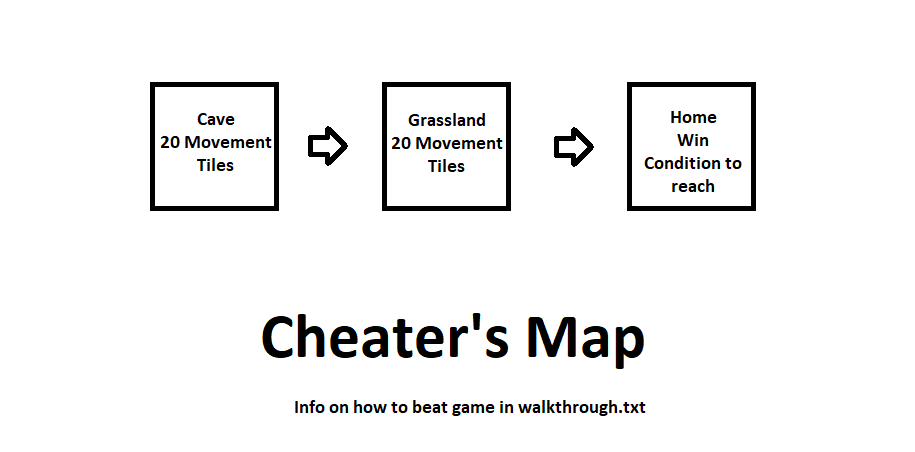 Cave
20 Movement
Tiles
Grassland
20 Movement
Tiles
Home
Win
Condition to
reach
Cheater's Map
Info on how to beat game in walkthrough.txt